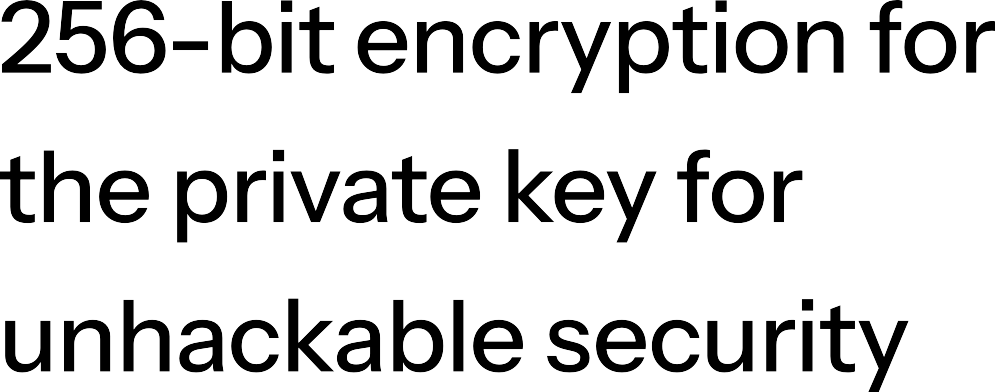 256-bit encryption for
the private key for
unhackable security